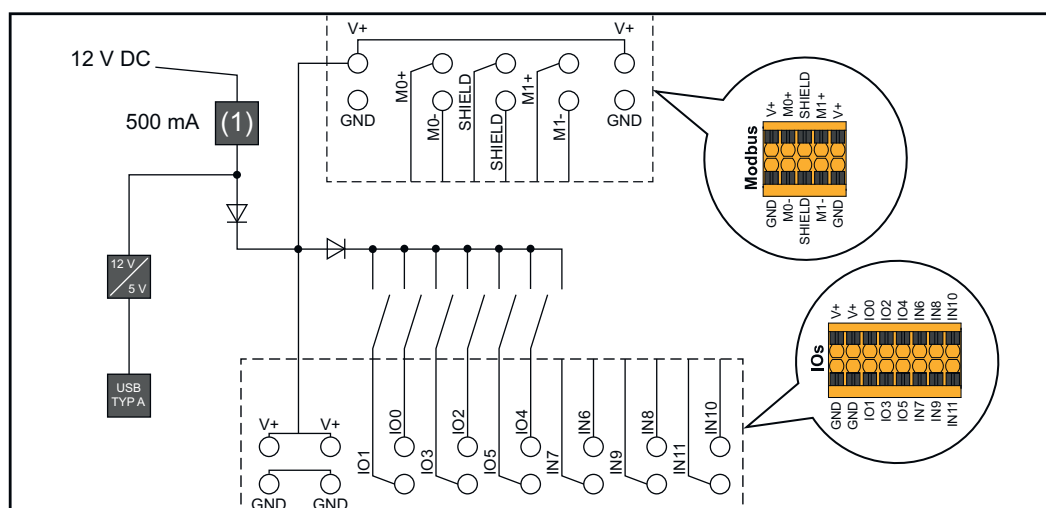 V+
V+
12 V DC
M0+
SHIELD
M1+
500 mA
(1)
GND
M0-
SHIELD
M1-
GND
V+
M0+
SHIELD
M1+
V+
Modbus
GND
M0-
SHIELD
M1-
GND
12 V
5 V
USB
TYP A
V+
V+
IO0
IO2
IO4
IN6
IN8
IN10
IOs
GND
GND
IO1
IO3
IO5
IN7
IN9
IN11
V+
V+
IO1
IO0
IO3
IO2
IO5
IO4
IN7
IN6
IN9
IN8
IN11
IN10
GND
GND